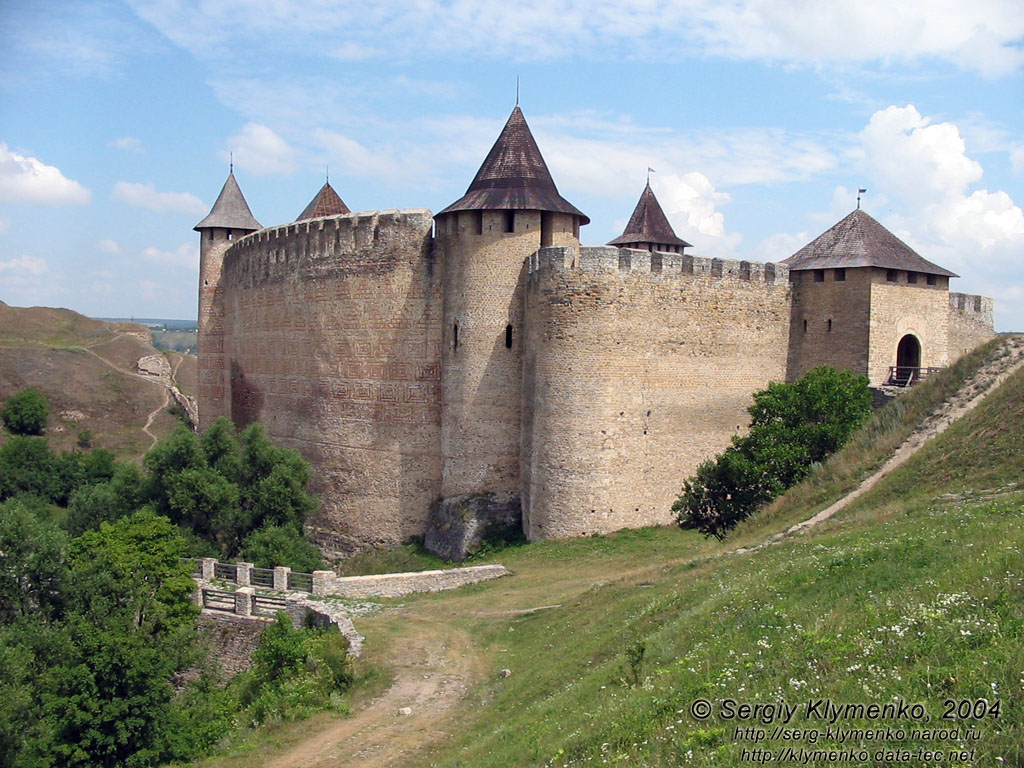 © Sergiy Klymenko, 2004
http://serg-klymenko.narod.ru
http://klymenko.data-tec.net